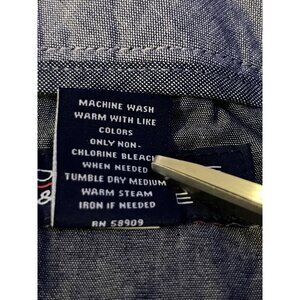 MACHINE WASH
WARM WITH LIKE
COLORS
ONLY NON-
CHLORINE BLEACH
WHEN NEEDED
TUMBLE DRY MEDIUM
WARM STEAM
IRON IF NEEDED
RN 58909